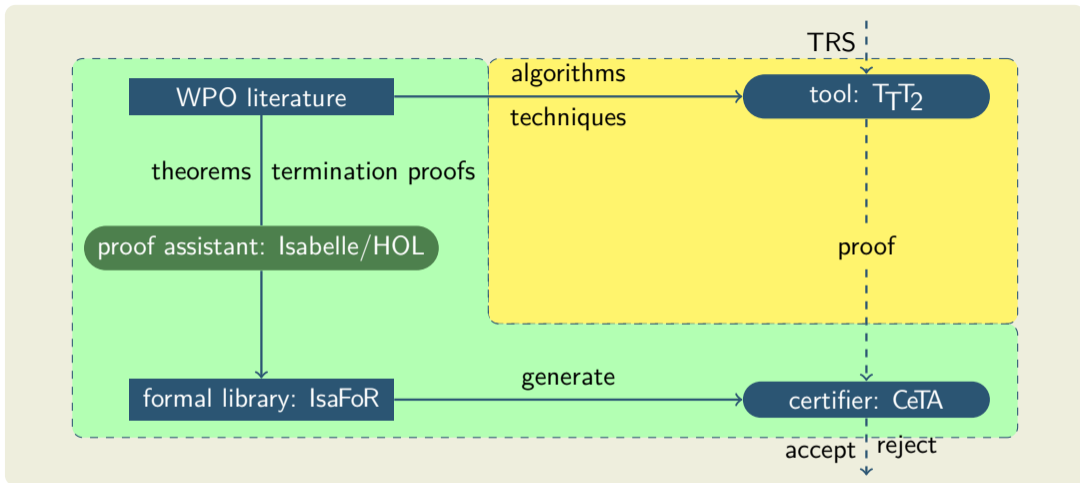 TRS
algorithms
WPO literature
tool: TTT2
techniques
theorems
termination proofs
proof assistant: Isabelle/HOL
proof
generate
formal library: IsaFoR
certifier: CeTA
accept
reject